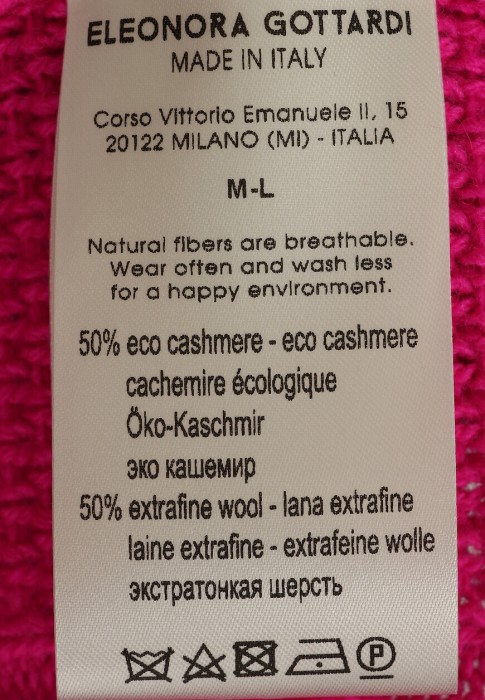 ELEONORA GOTTARDI
MADE IN ITALY
Corso Vittorio Emanuele II, 15
20122 MILANO (MI) - ITALIA
M-L
Natural fibers are breathable.
Wear often and wash less
for a happy environment.
50% eco cashmere - eco cashmere
cachemire écologique
Öko-Kaschmir
эко кашемир
50% extrafine wool - lana extrafine
laine extrafine - extrafeine wolle
экстратонкая шерсть
P